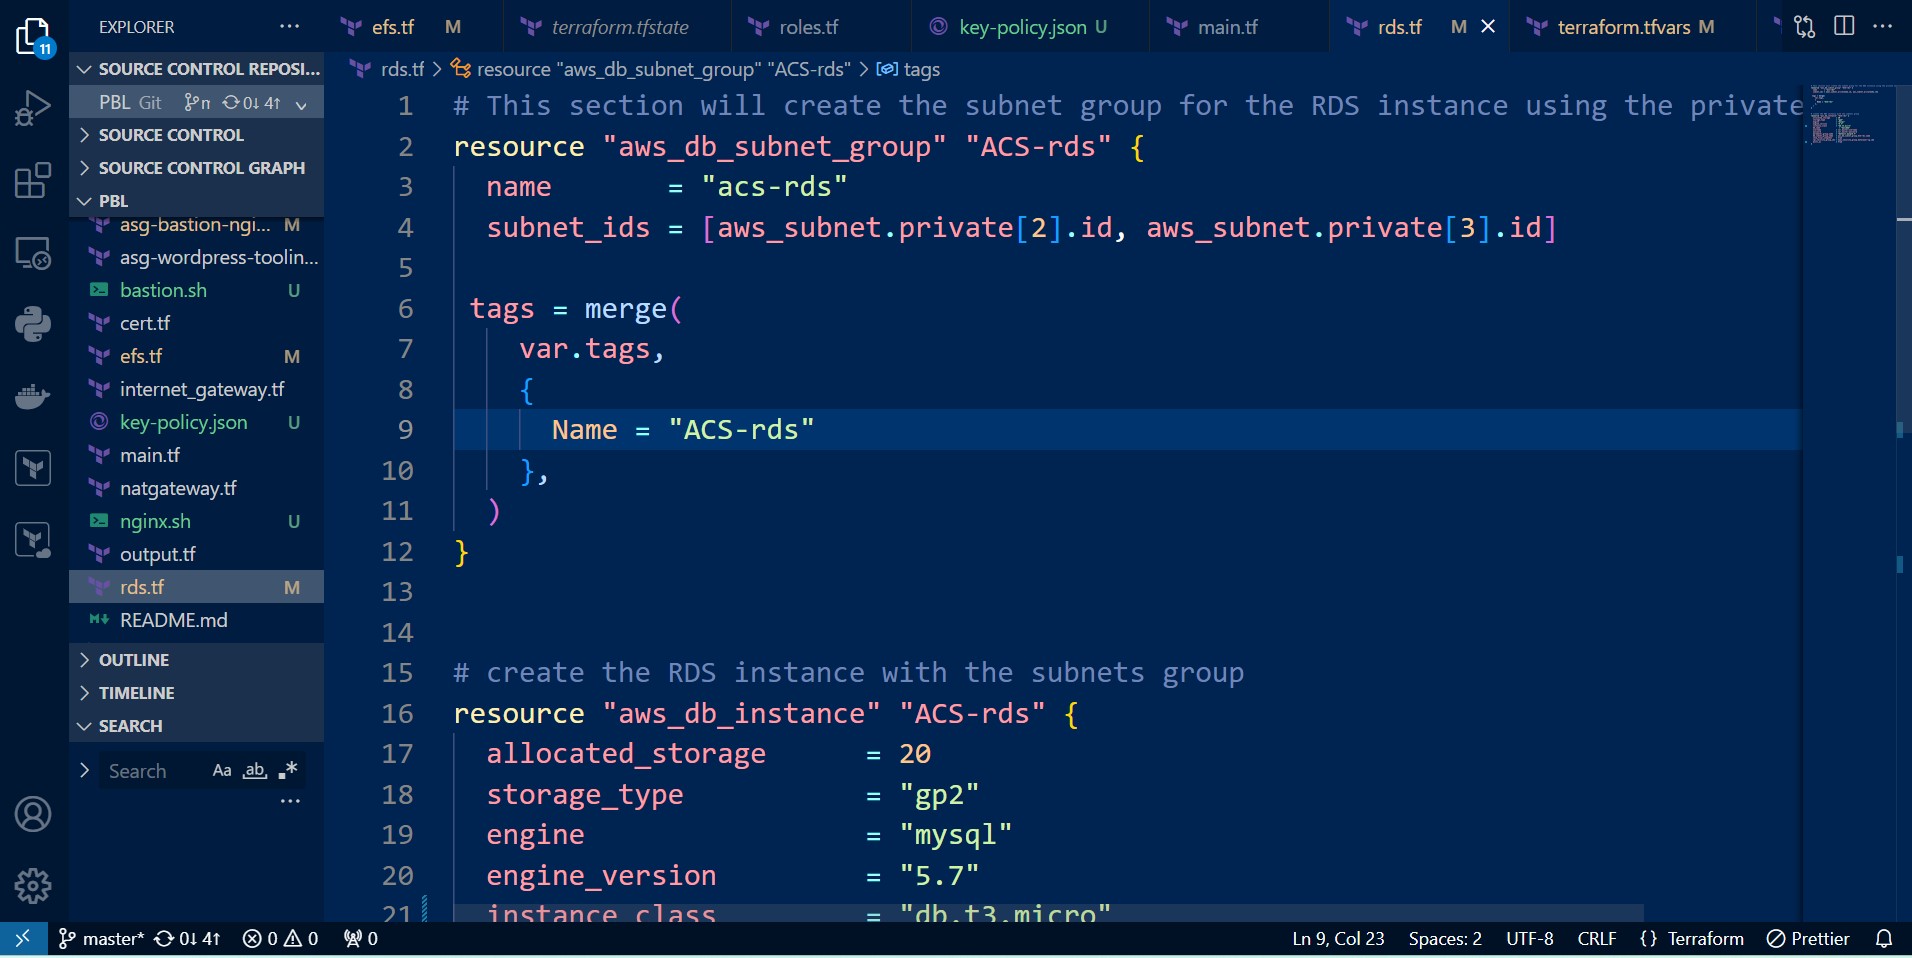 11
EXPLORER
SOURCE CONTROL REPOSI...
PBL Git n 0↓ 4↑
SOURCE CONTROL
SOURCE CONTROL GRAPH
PBL
asg-bastion-ngi... M
asg-wordpress-toolin...
bastion.sh U
cert.tf
efs.tf M
internet_gateway.tf
key-policy.json U
main.tf
natgateway.tf
nginx.sh U
output.tf
rds.tf M
README.md
OUTLINE
TIMELINE
SEARCH
Search Aa ab .*
efs.tf M terraform.tfstate roles.tf key-policy.json U main.tf rds.tf M terraform.tfvars M
rds.tf > resource "aws_db_subnet_group" "ACS-rds" > tags
1 # This section will create the subnet group for the RDS instance using the private
2 resource "aws_db_subnet_group" "ACS-rds" {
3 name = "acs-rds"
4 subnet_ids = [aws_subnet.private[2].id, aws_subnet.private[3].id]
5
6 tags = merge(
7 var.tags,
8 {
9 Name = "ACS-rds"
10 },
11 )
12 }
13
14
15 # create the RDS instance with the subnets group
16 resource "aws_db_instance" "ACS-rds" {
17 allocated_storage = 20
18 storage_type = "gp2"
19 engine = "mysql"
20 engine_version = "5.7"
21 instance_class = "db.t3.micro"
master* 0↓ 4↑ 0 0 0 Ln 9, Col 23 Spaces: 2 UTF-8 CRLF {} Terraform Prettier